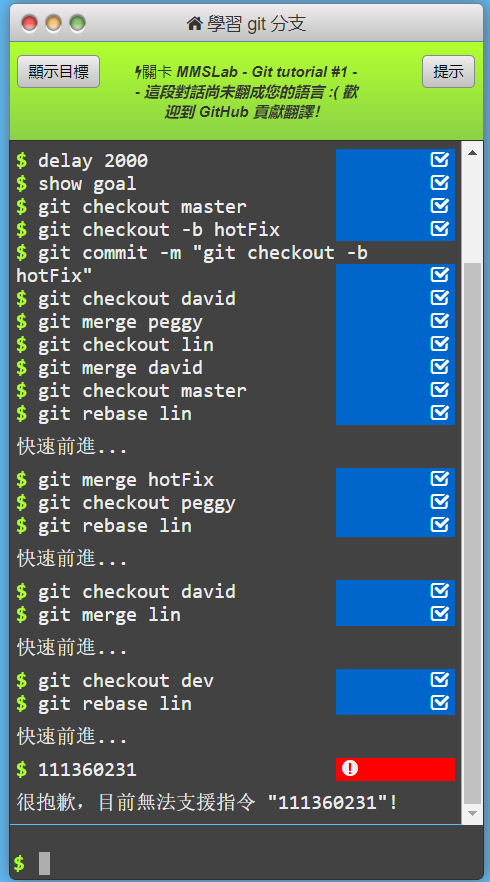 學習 git 分支
顯示目標
關卡 MMSLab - Git tutorial #1 -
- 這段對話尚未翻成您的語言 :( 歡
迎到 GitHub 貢獻翻譯!
提示
$ delay 2000
$ show goal
$ git checkout master
$ git checkout -b hotFix
$ git commit -m "git checkout -b
hotFix"
$ git checkout david
$ git merge peggy
$ git checkout lin
$ git merge david
$ git checkout master
$ git rebase lin
快速前進...
$ git merge hotFix
$ git checkout peggy
$ git rebase lin
快速前進...
$ git checkout david
$ git merge lin
快速前進...
$ git checkout dev
$ git rebase lin
快速前進...
$ 111360231
很抱歉，目前無法支援指令 "111360231"!
$